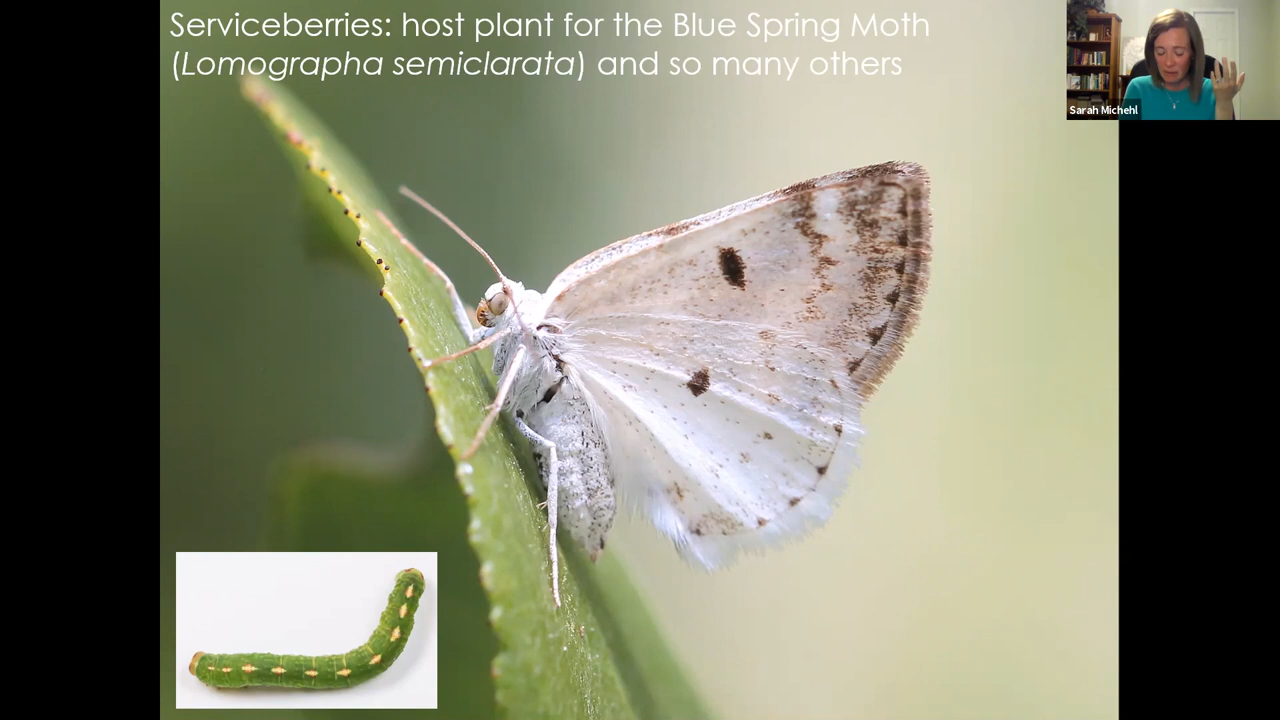 Serviceberries: host plant for the Blue Spring Moth
(Lomographa semiclarata) and so many others
Sarah Michehl